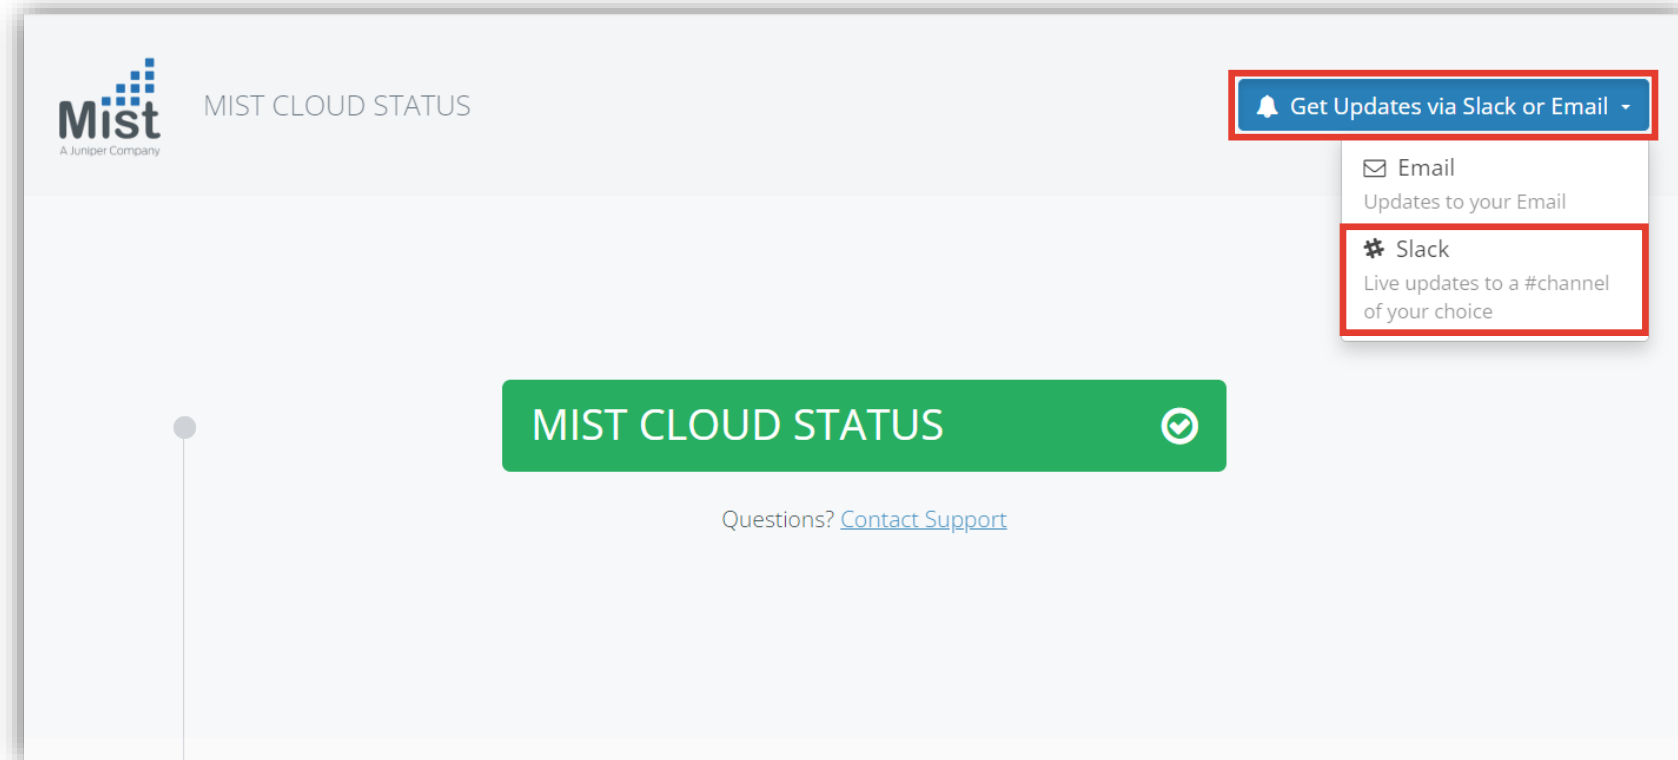 Mist
A Juniper Company
MIST CLOUD STATUS
Get Updates via Slack or Email
Email
Updates to your Email
Slack
Live updates to a #channel
of your choice
MIST CLOUD STATUS
Questions? Contact Support